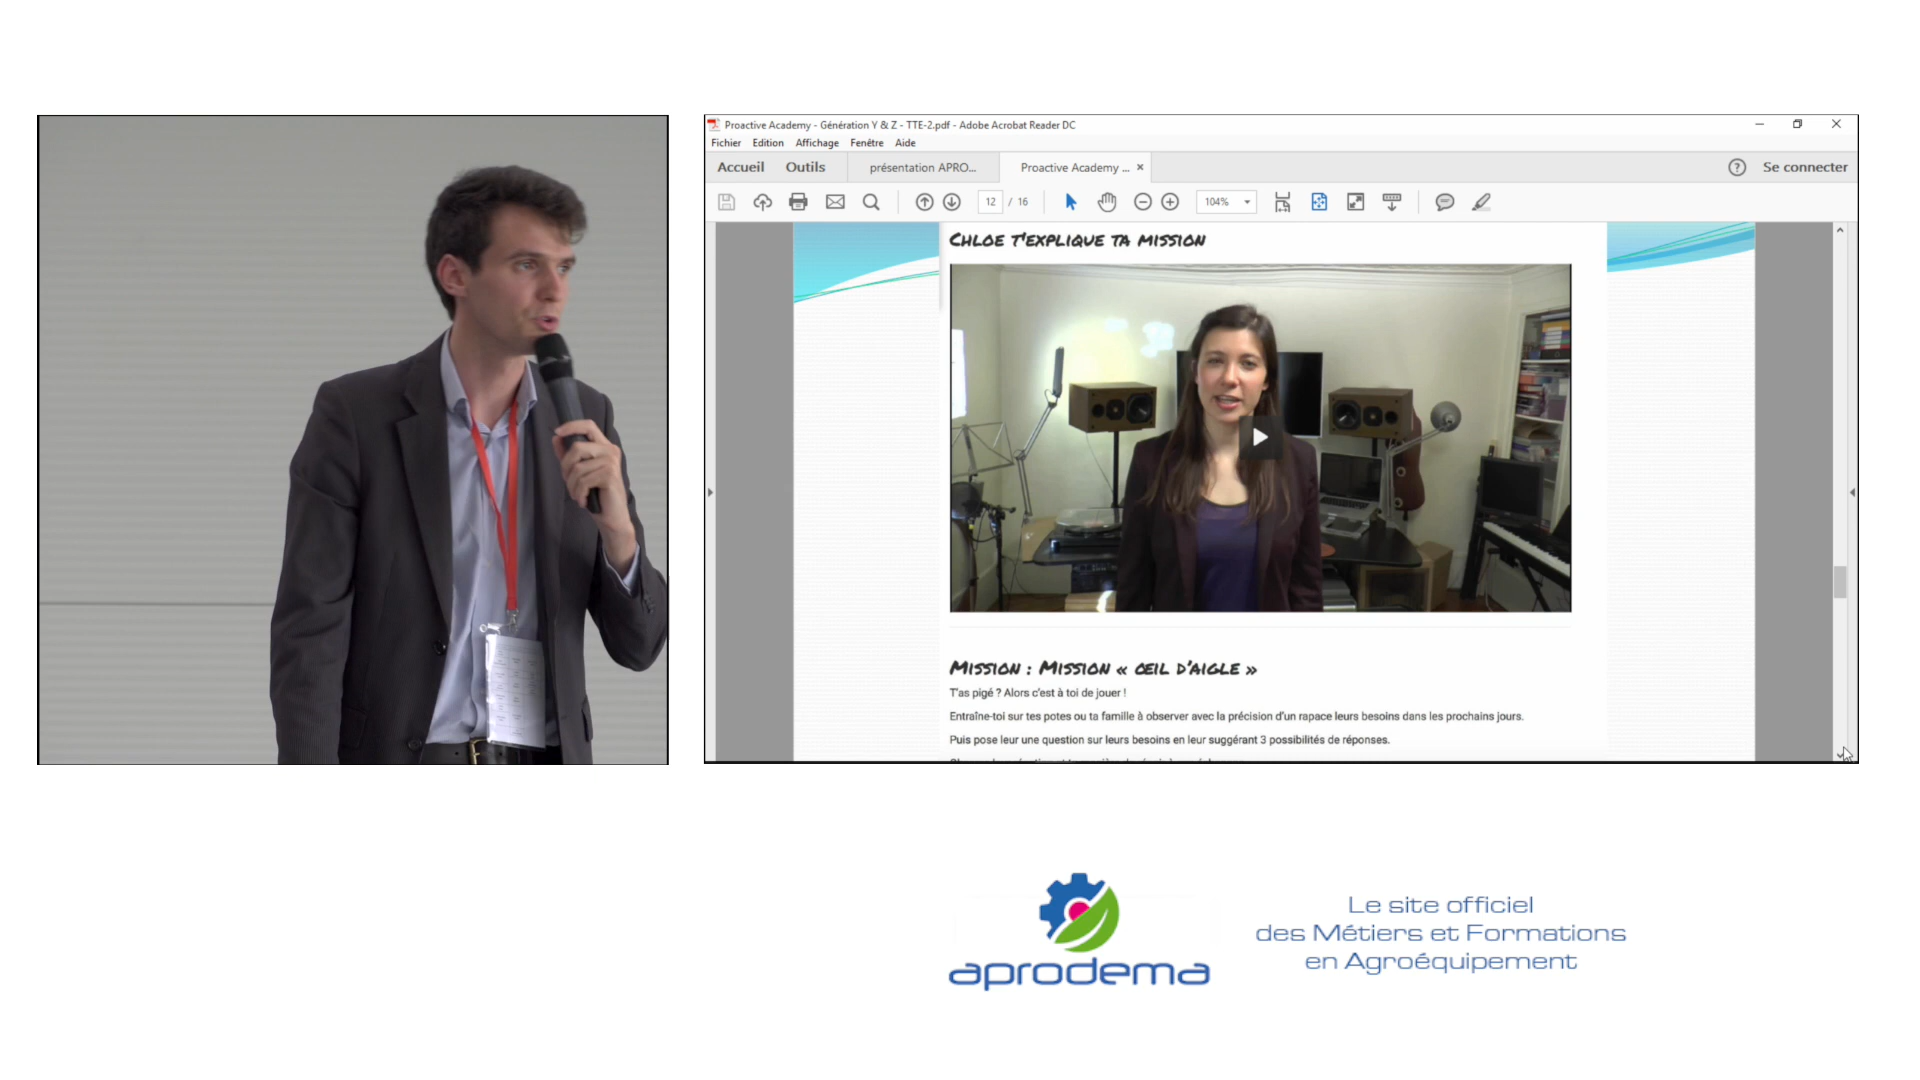 Proactive Academy - Génération Y & Z - TTE-2.pdf - Adobe Acrobat Reader DC
Fichier Edition Affichage Fenêtre Aide
Accueil Outils présentation APRO... Proactive Academy ... × Se connecter
12 / 16 104%
CHLOE T'EXPLIQUE TA MISSION
MISSION : MISSION « ŒIL D'AIGLE »
T'as pigé ? Alors c'est à toi de jouer !
Entraîne-toi sur tes potes ou ta famille à observer avec la précision d'un rapace leurs besoins dans les prochains jours.
Puis pose leur une question sur leurs besoins en leur suggérant 3 possibilités de réponses.
aprodema
Le site officiel
des Métiers et Formations
en Agroéquipement